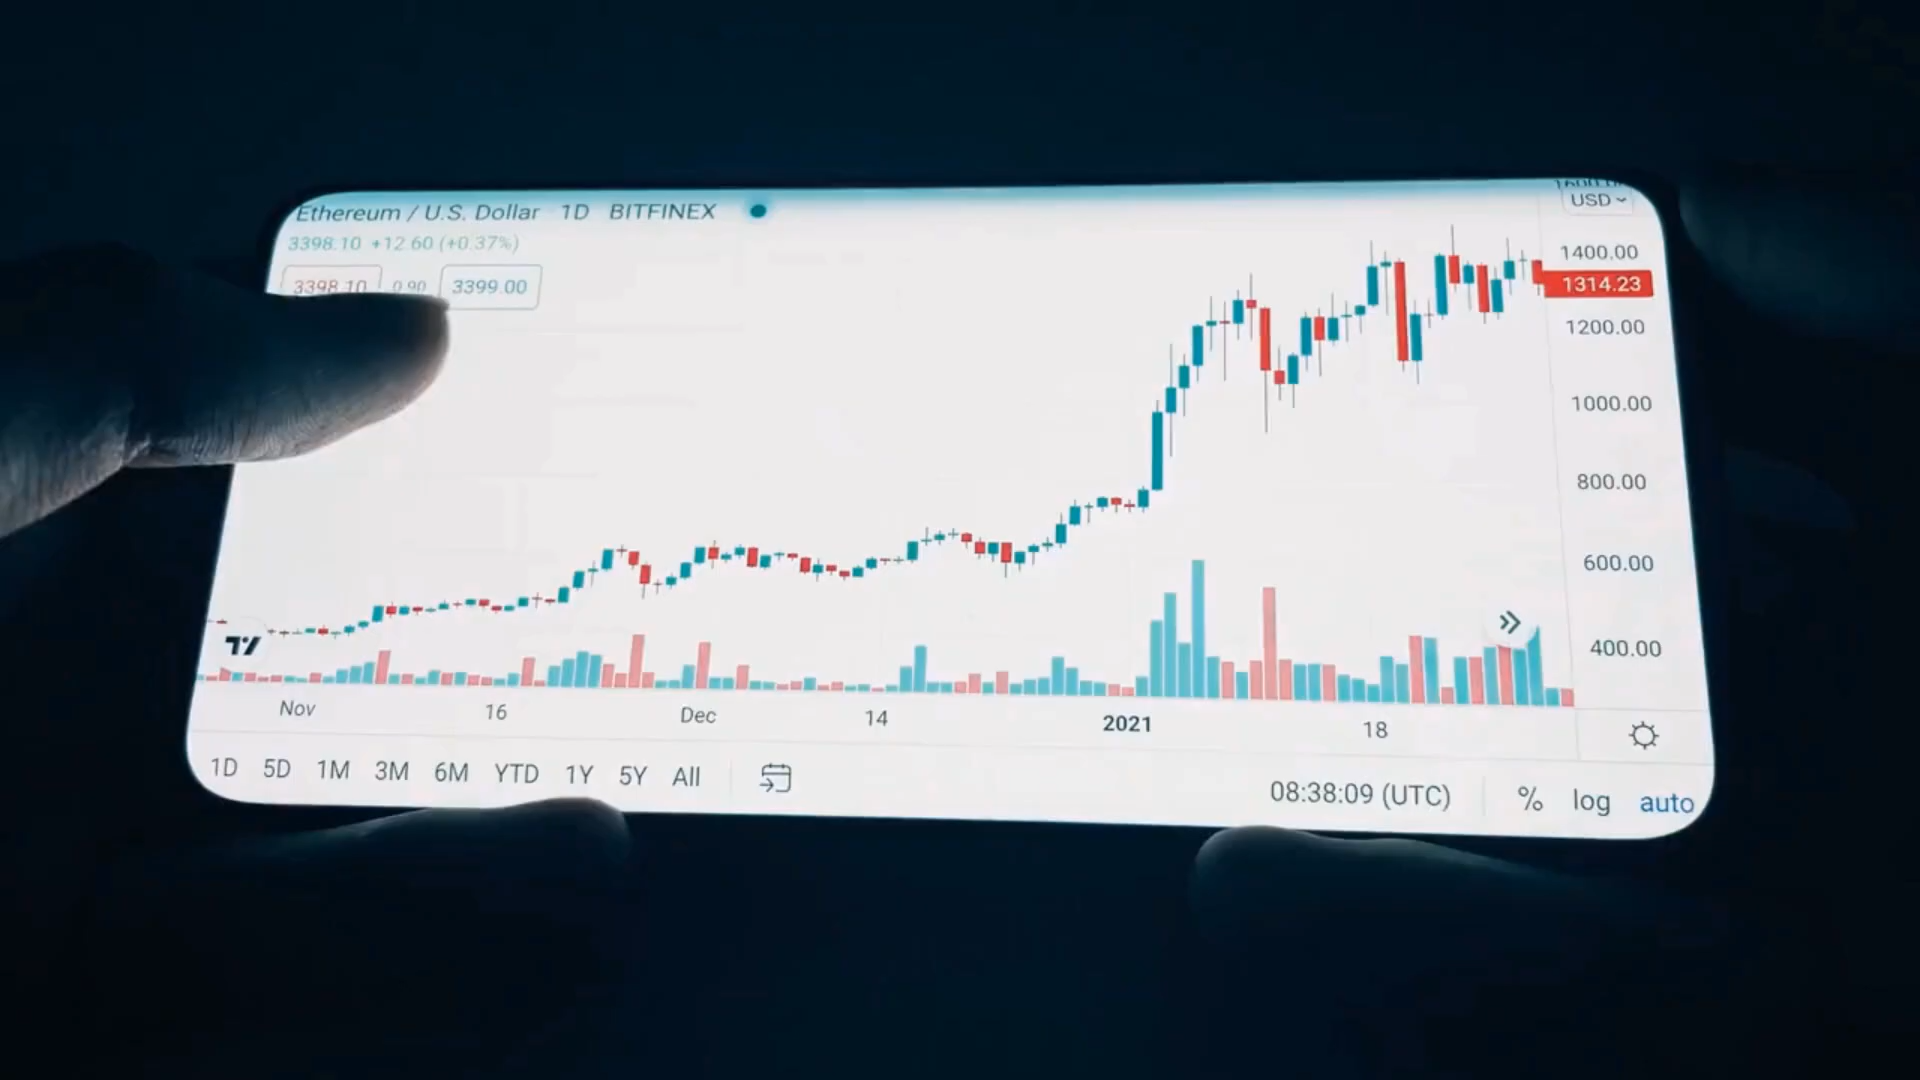 Ethereum / U.S. Dollar 1D BITFINEX
USD
3398.10 +12.60 (+0.37%)
3398.10 0.90 3399.00
1400.00
1314.23
1200.00
1000.00
800.00
600.00
400.00
Nov 16 Dec 14 2021 18
1D 5D 1M 3M 6M YTD 1Y 5Y All
08:38:09 (UTC) % log auto